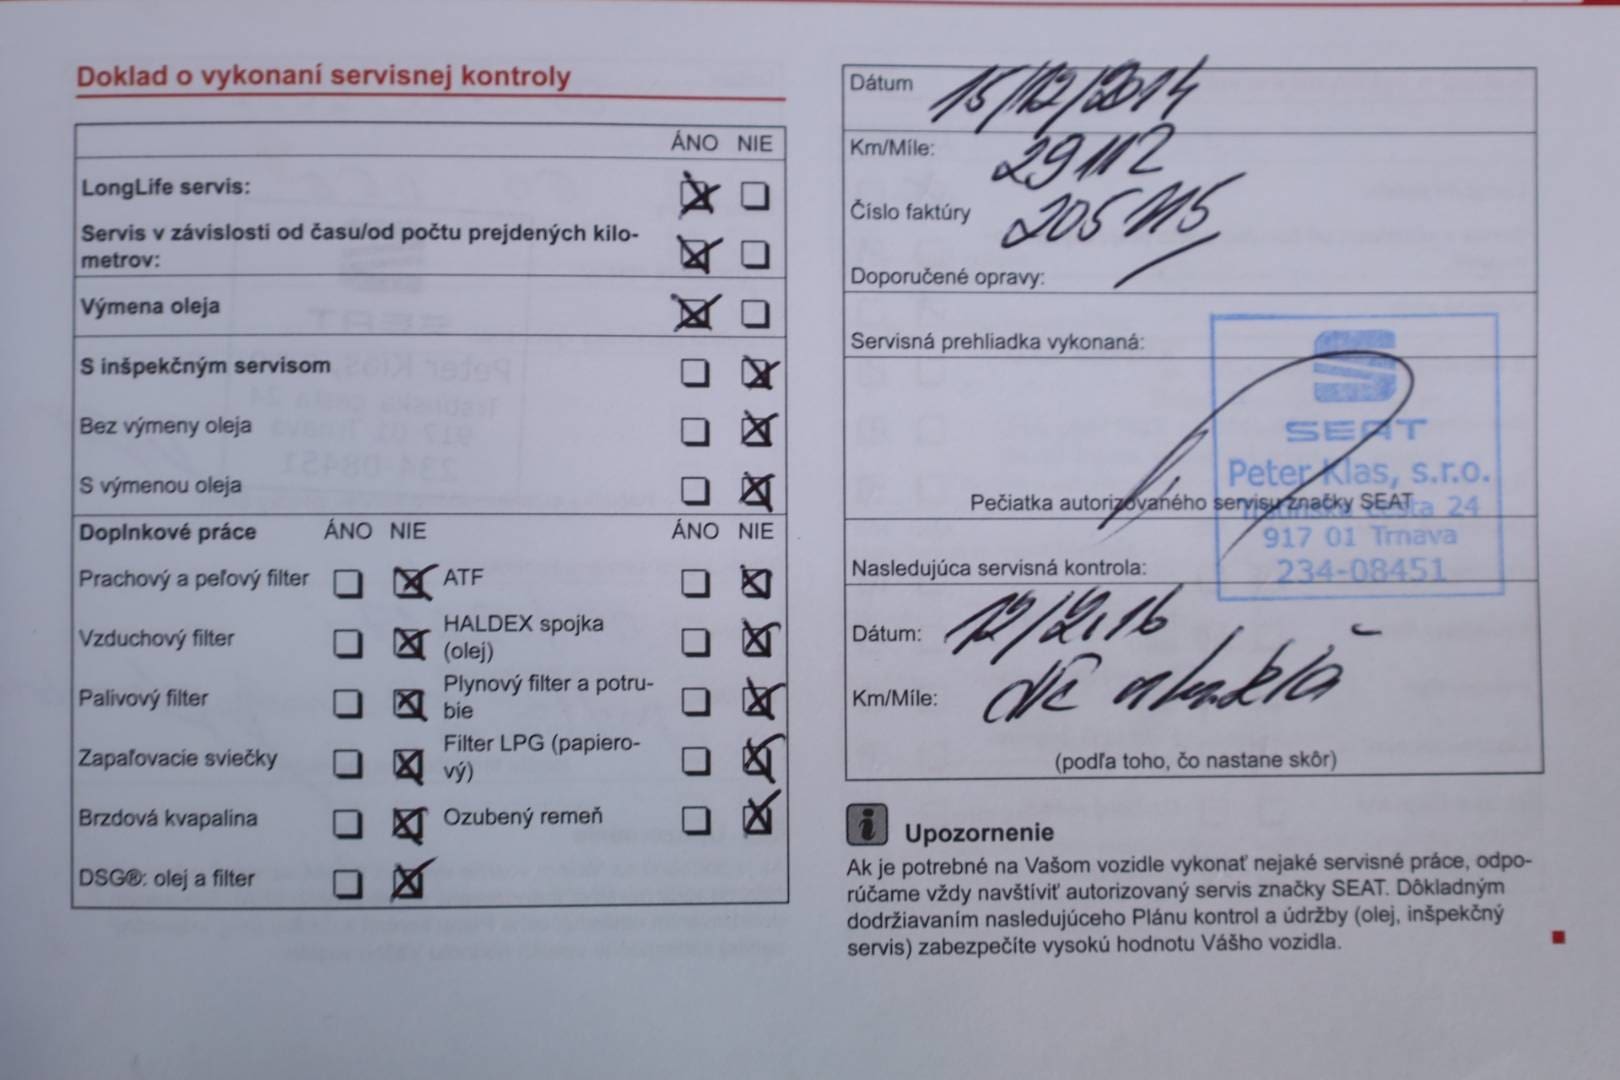 Doklad o vykonaní servisnej kontroly
ÁNO NIE
LongLife servis:
Servis v závislosti od času/od počtu prejdených kilo-
metrov:
Výmena oleja
S inšpekčným servisom
Bez výmeny oleja
S výmenou oleja
Doplnkové práce ÁNO NIE ÁNO NIE
Prachový a peľový filter ATF
Vzduchový filter HALDEX spojka
(olej)
Palivový filter Plynový filter a potru-
bie
Zapaľovacie sviečky Filter LPG (papiero-
vý)
Brzdová kvapalina Ozubený remeň
DSG®: olej a filter
Dátum 15/12/2014
Km/Míle: 29112
Číslo faktúry 205115
Doporučené opravy:
Servisná prehliadka vykonaná:
SEAT
Peter Klas, s.r.o.
Pečiatka autorizovaného servisu značky SEAT
24
917 01 Trnava
234-08451
Nasledujúca servisná kontrola:
Dátum:
Km/Míle:
(podľa toho, čo nastane skôr)
i Upozornenie
Ak je potrebné na Vašom vozidle vykonať nejaké servisné práce, odpo-
rúčame vždy navštíviť autorizovaný servis značky SEAT. Dôkladným
dodržiavaním nasledujúceho Plánu kontrol a údržby (olej, inšpekčný
servis) zabezpečíte vysokú hodnotu Vášho vozidla.